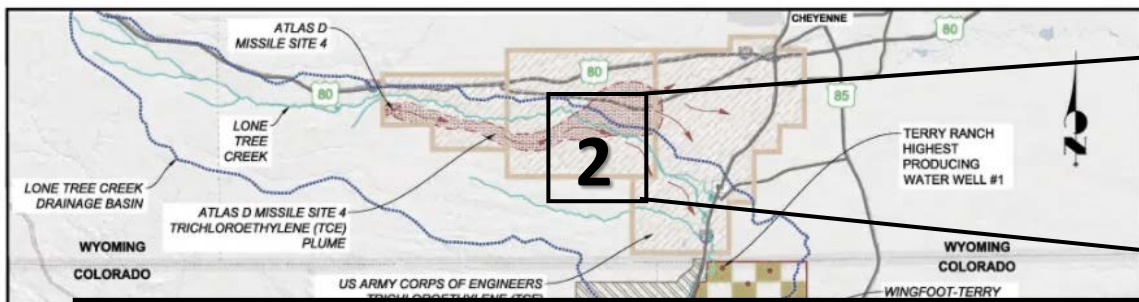 CHEYENNE
ATLAS D
MISSILE SITE 4
80
80
85
LONE
TREE
CREEK
2
TERRY RANCH
HIGHEST
PRODUCING
WATER WELL #1
N
LONE TREE CREEK
DRAINAGE BASIN
ATLAS D MISSILE SITE 4
TRICHLOROETHYLENE (TCE)
PLUME
WYOMING
COLORADO
WYOMING
COLORADO
US ARMY CORPS OF ENGINEERS
TRICHLOROETHYLENE (TCE)
WINGFOOT-TERRY